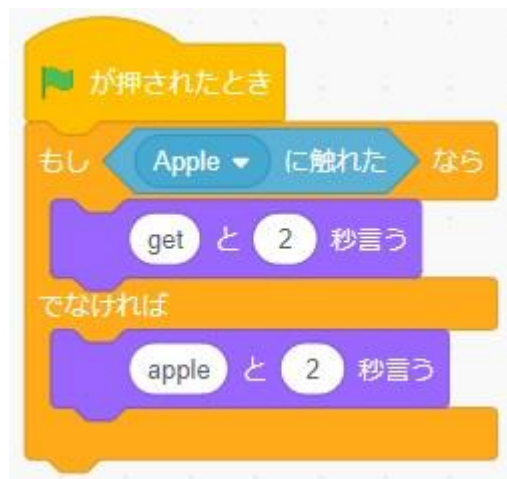 が押されたとき
もし Apple に触れた なら
get と 2 秒言う
でなければ
apple と 2 秒言う